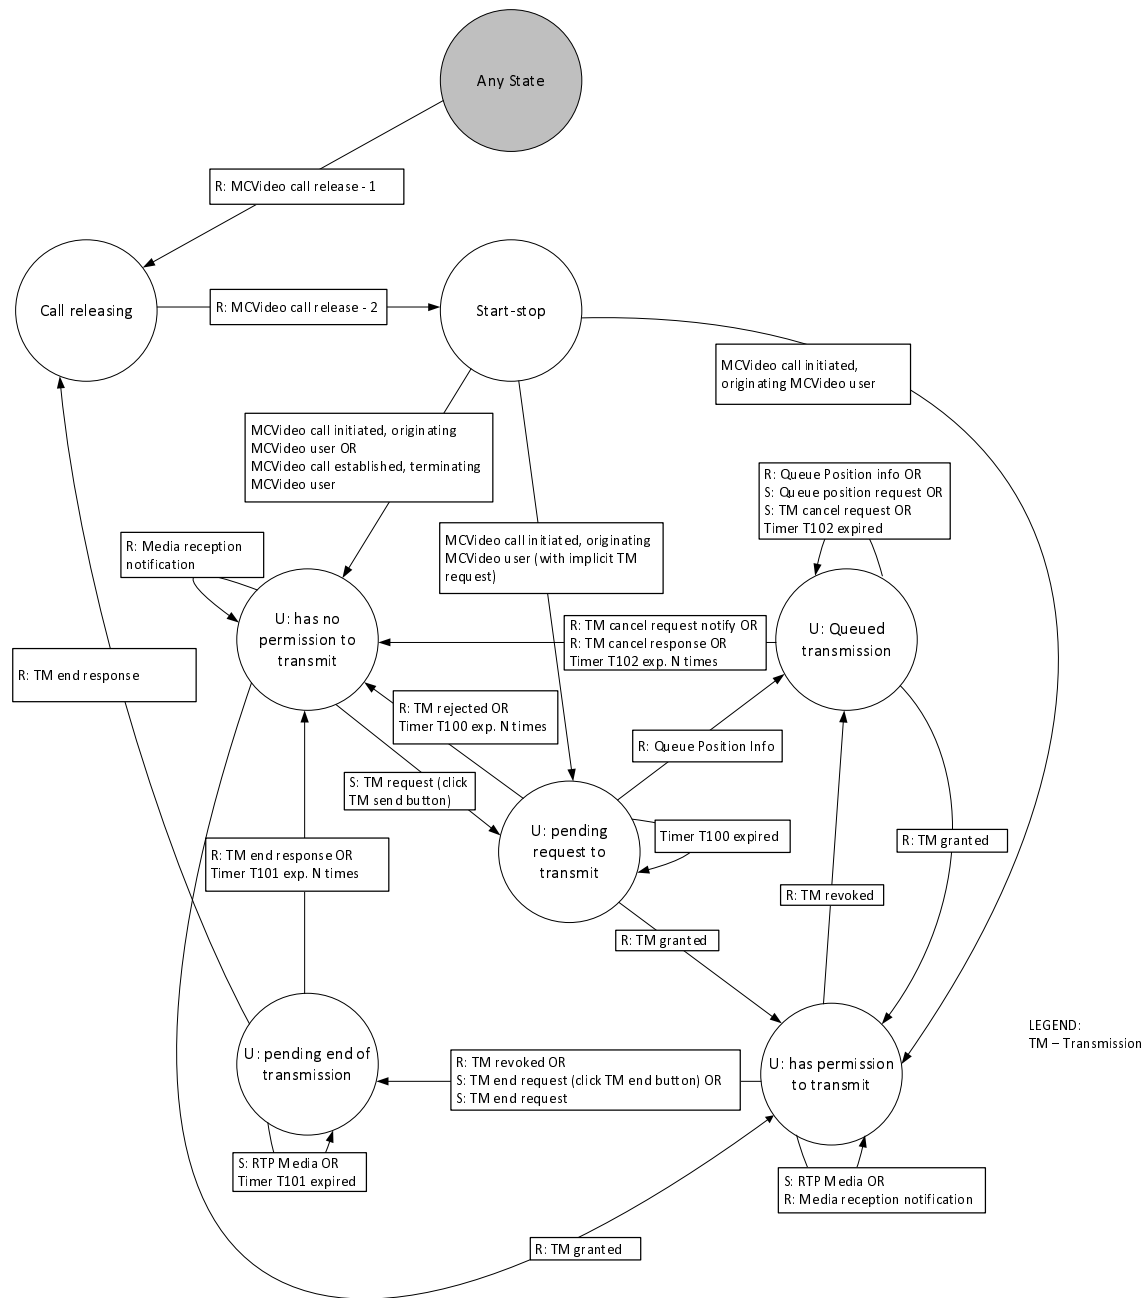 Any State
R: MCVideo call release - 1
Call releasing
R: MCVideo call release - 2
Start-stop
MCVideo call initiated,
originating MCVideo user
MCVideo call initiated, originating
MCVideo user OR
MCVideo call established, terminating
MCVideo user
R: Queue Position info OR
S: Queue position request OR
S: TM cancel request OR
Timer T102 expired
R: Media reception
notification
MCVideo call initiated, originating
MCVideo user (with implicit TM
request)
U: has no
permission to
transmit
R: TM cancel request notify OR
R: TM cancel response OR
Timer T102 exp. N times
U: Queued
transmission
R: TM end response
R: TM rejected OR
Timer T100 exp. N times
R: Queue Position Info
S: TM request (click
TM send button)
U: pending
request to
transmit
Timer T100 expired
R: TM granted
R: TM end response OR
Timer T101 exp. N times
R: TM revoked
R: TM granted
U: pending end of
transmission
R: TM revoked OR
S: TM end request (click TM end button) OR
S: TM end request
U: has permission
to transmit
LEGEND:
TM – Transmission
S: RTP Media OR
Timer T101 expired
S: RTP Media OR
R: Media reception notification
R: TM granted